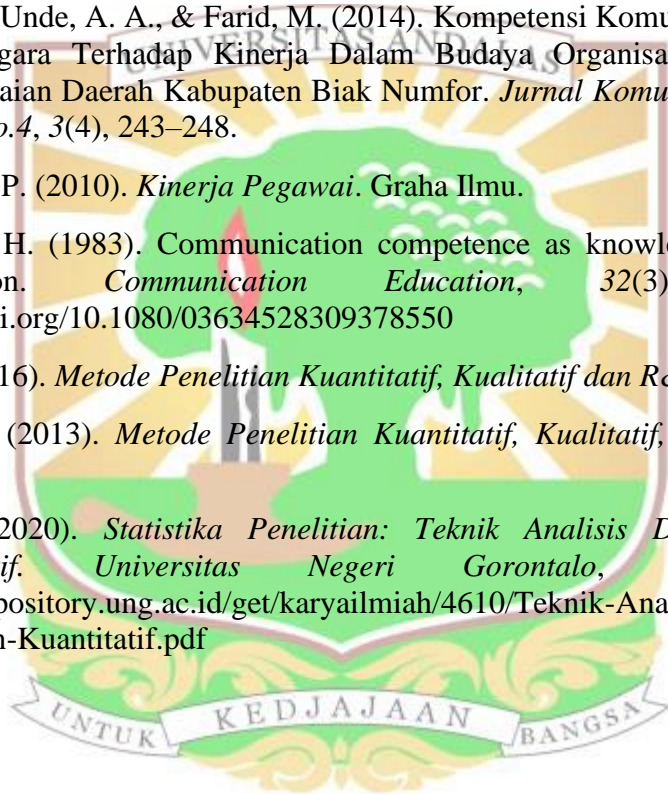 Unde, A. A., & Farid, M. (2014). Kompetensi Komu
gara Terhadap Kinerja Dalam Budaya Organisa
UNIVERSITAS ANDALAS
aian Daerah Kabupaten Biak Numfor. Jurnal Komu
o.4, 3(4), 243–248.
P. (2010). Kinerja Pegawai. Graha Ilmu.
H. (1983). Communication competence as knowle
on. Communication Education, 32(3)
i.org/10.1080/03634528309378550
16). Metode Penelitian Kuantitatif, Kualitatif dan R&
(2013). Metode Penelitian Kuantitatif, Kualitatif,
2020). Statistika Penelitian: Teknik Analisis D
if. Universitas Negeri Gorontalo,
pository.ung.ac.id/get/karyailmiah/4610/Teknik-Ana
n-Kuantitatif.pdf
UNTUK KEDJAJAAN BANGSA